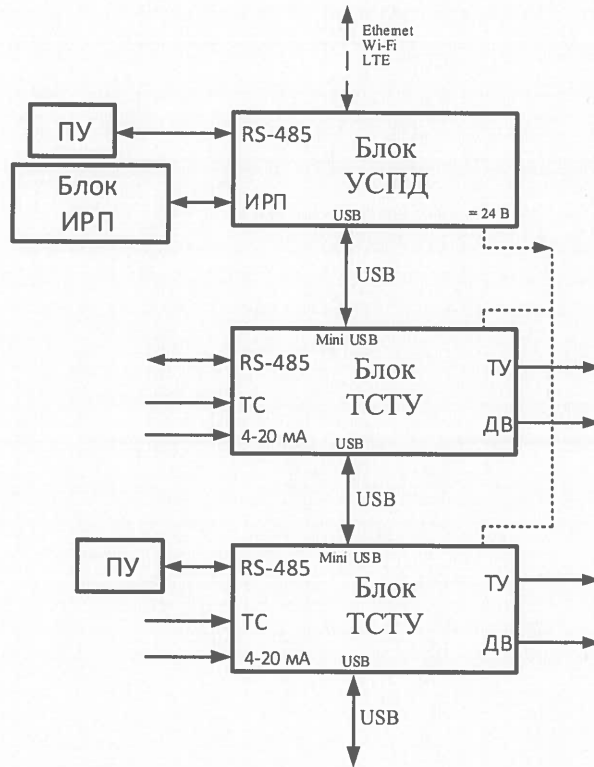 Ethernet
Wi-Fi
LTE
ПУ
RS-485
Блок
УСПД
Блок
ИРП
ИРП
USB
= 24 В
USB
Mini USB
RS-485
Блок
ТСТУ
ТУ
ТС
4-20 мА
USB
ДВ
USB
ПУ
Mini USB
RS-485
Блок
ТСТУ
ТУ
ТС
4-20 мА
USB
ДВ
USB